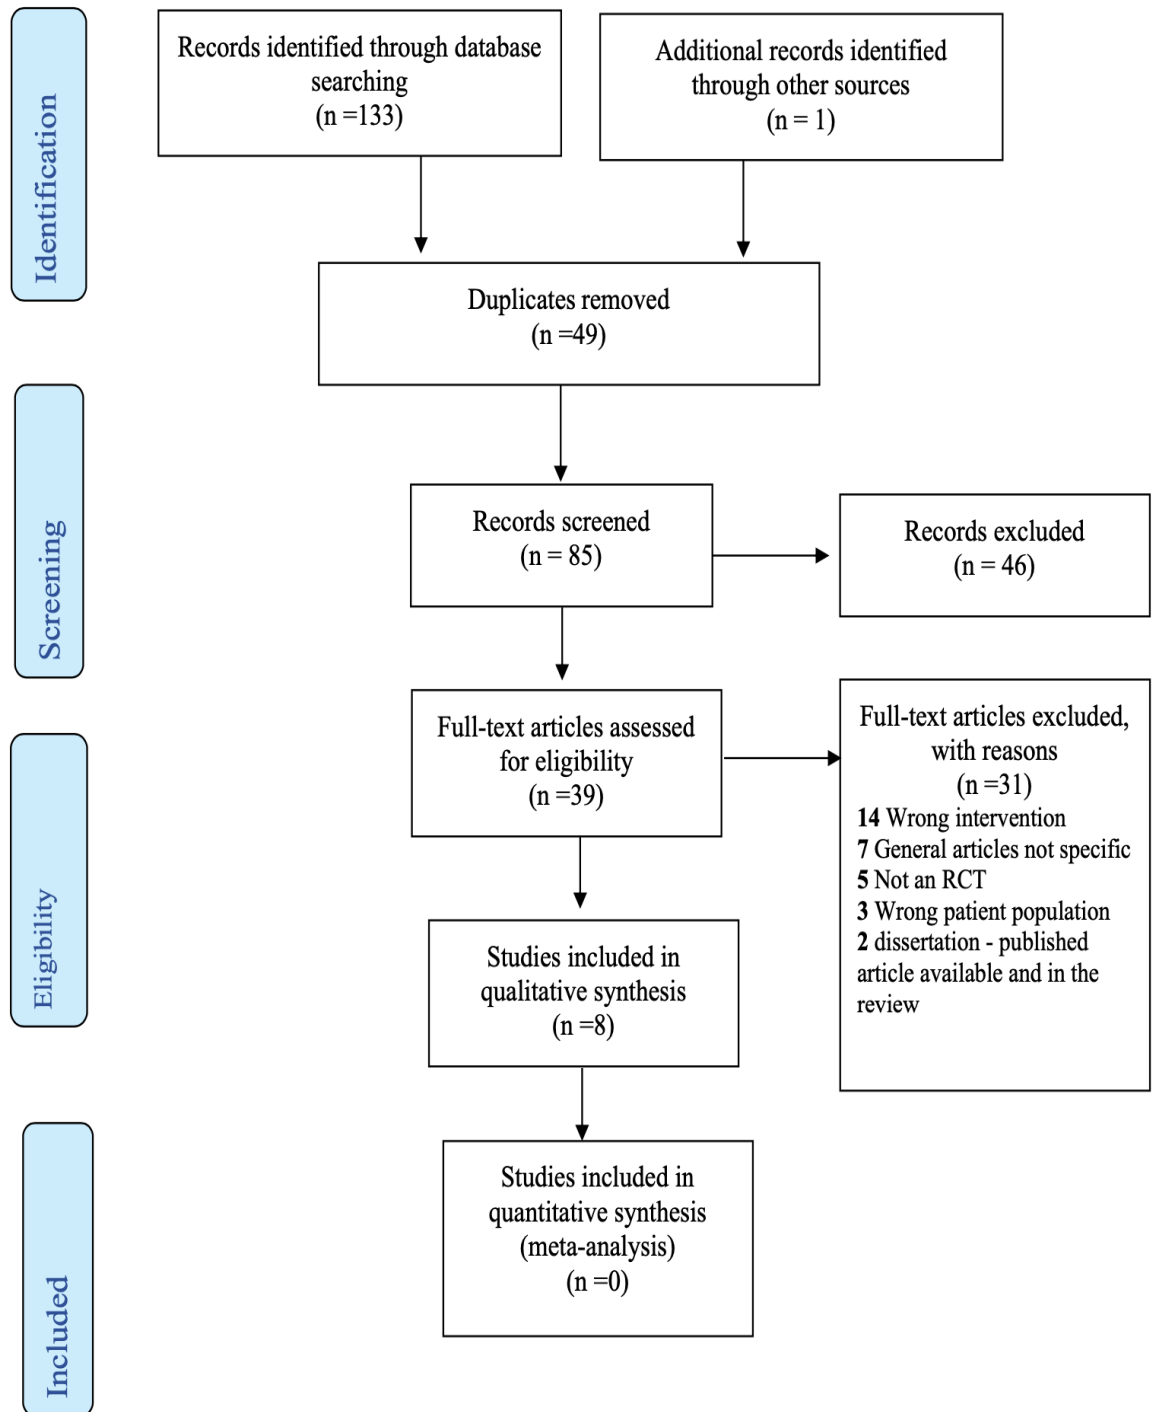 Identification
Records identified through database
searching
(n =133)
Additional records identified
through other sources
(n = 1)
Duplicates removed
(n =49)
Screening
Records screened
(n = 85)
Records excluded
(n = 46)
Eligibility
Full-text articles assessed
for eligibility
(n =39)
Full-text articles excluded,
with reasons
(n =31)
14 Wrong intervention
7 General articles not specific
5 Not an RCT
3 Wrong patient population
2 dissertation - published
article available and in the
review
Studies included in
qualitative synthesis
(n =8)
Included
Studies included in
quantitative synthesis
(meta-analysis)
(n =0)